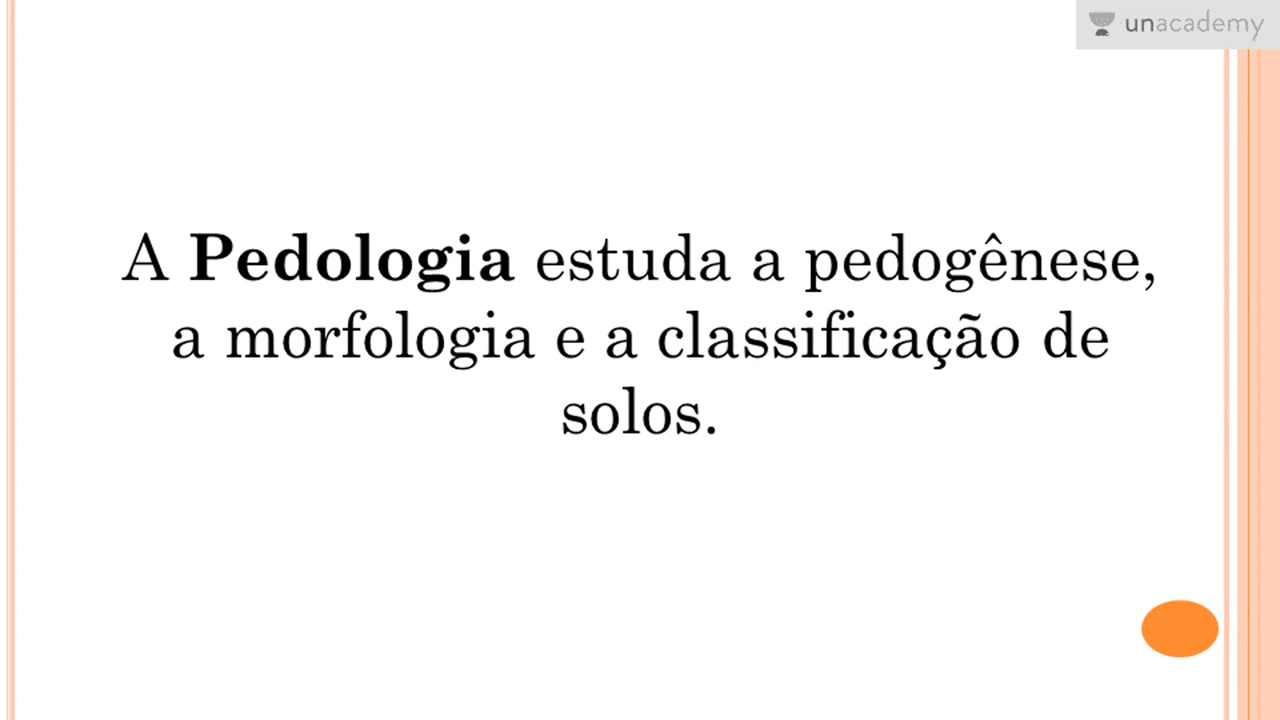 unacademy
A Pedologia estuda a pedogênese,
a morfologia e a classificação de
solos.